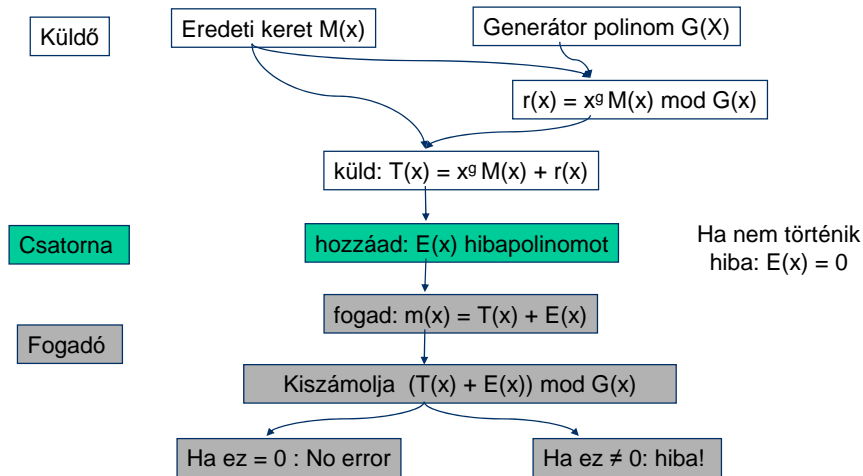 Küldő
Eredeti keret M(x)
Generátor polinom G(X)
r(x) = xᵍ M(x) mod G(x)
küld: T(x) = xᵍ M(x) + r(x)
Csatorna
hozzáad: E(x) hibapolinomot
Ha nem történik
hiba: E(x) = 0
fogad: m(x) = T(x) + E(x)
Fogadó
Kiszámolja (T(x) + E(x)) mod G(x)
Ha ez = 0 : No error
Ha ez ≠ 0: hiba!